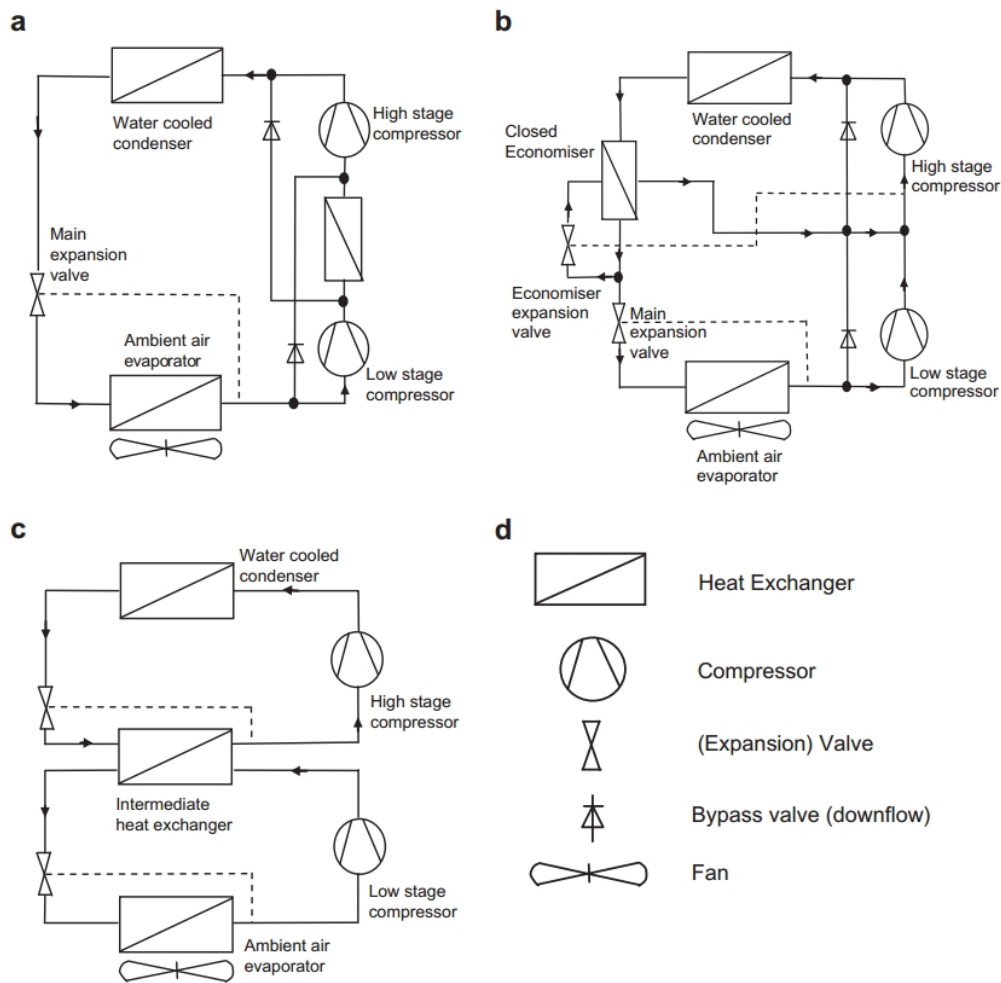 a
Water cooled
condenser
High stage
compressor
Main
expansion
valve
Ambient air
evaporator
Low stage
compressor
b
Water cooled
condenser
Closed
Economiser
High stage
compressor
Economiser
expansion
valve
Main
expansion
valve
Low stage
compressor
Ambient air
evaporator
c
Water cooled
condenser
High stage
compressor
Intermediate
heat exchanger
Low stage
compressor
Ambient air
evaporator
d
Heat Exchanger
Compressor
(Expansion) Valve
Bypass valve (downflow)
Fan